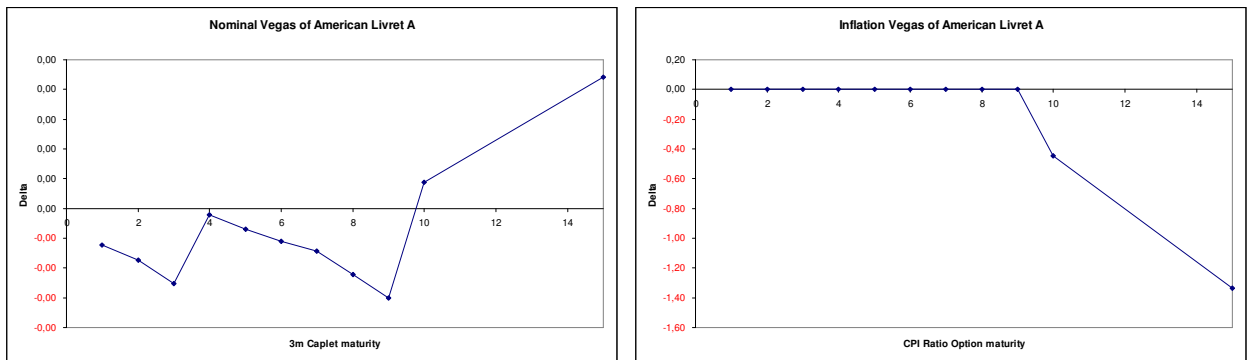 Nominal Vegas of American Livret A
0,00
0,00
0,00
0,00
0,00
0,00
-0,00
-0,00
-0,00
-0,00
0 2 4 6 8 10 12 14
Delta
3m Caplet maturity
Inflation Vegas of American Livret A
0,20
0,00
-0,20
-0,40
-0,60
-0,80
-1,00
-1,20
-1,40
-1,60
0 2 4 6 8 10 12 14
Delta
CPI Ratio Option maturity